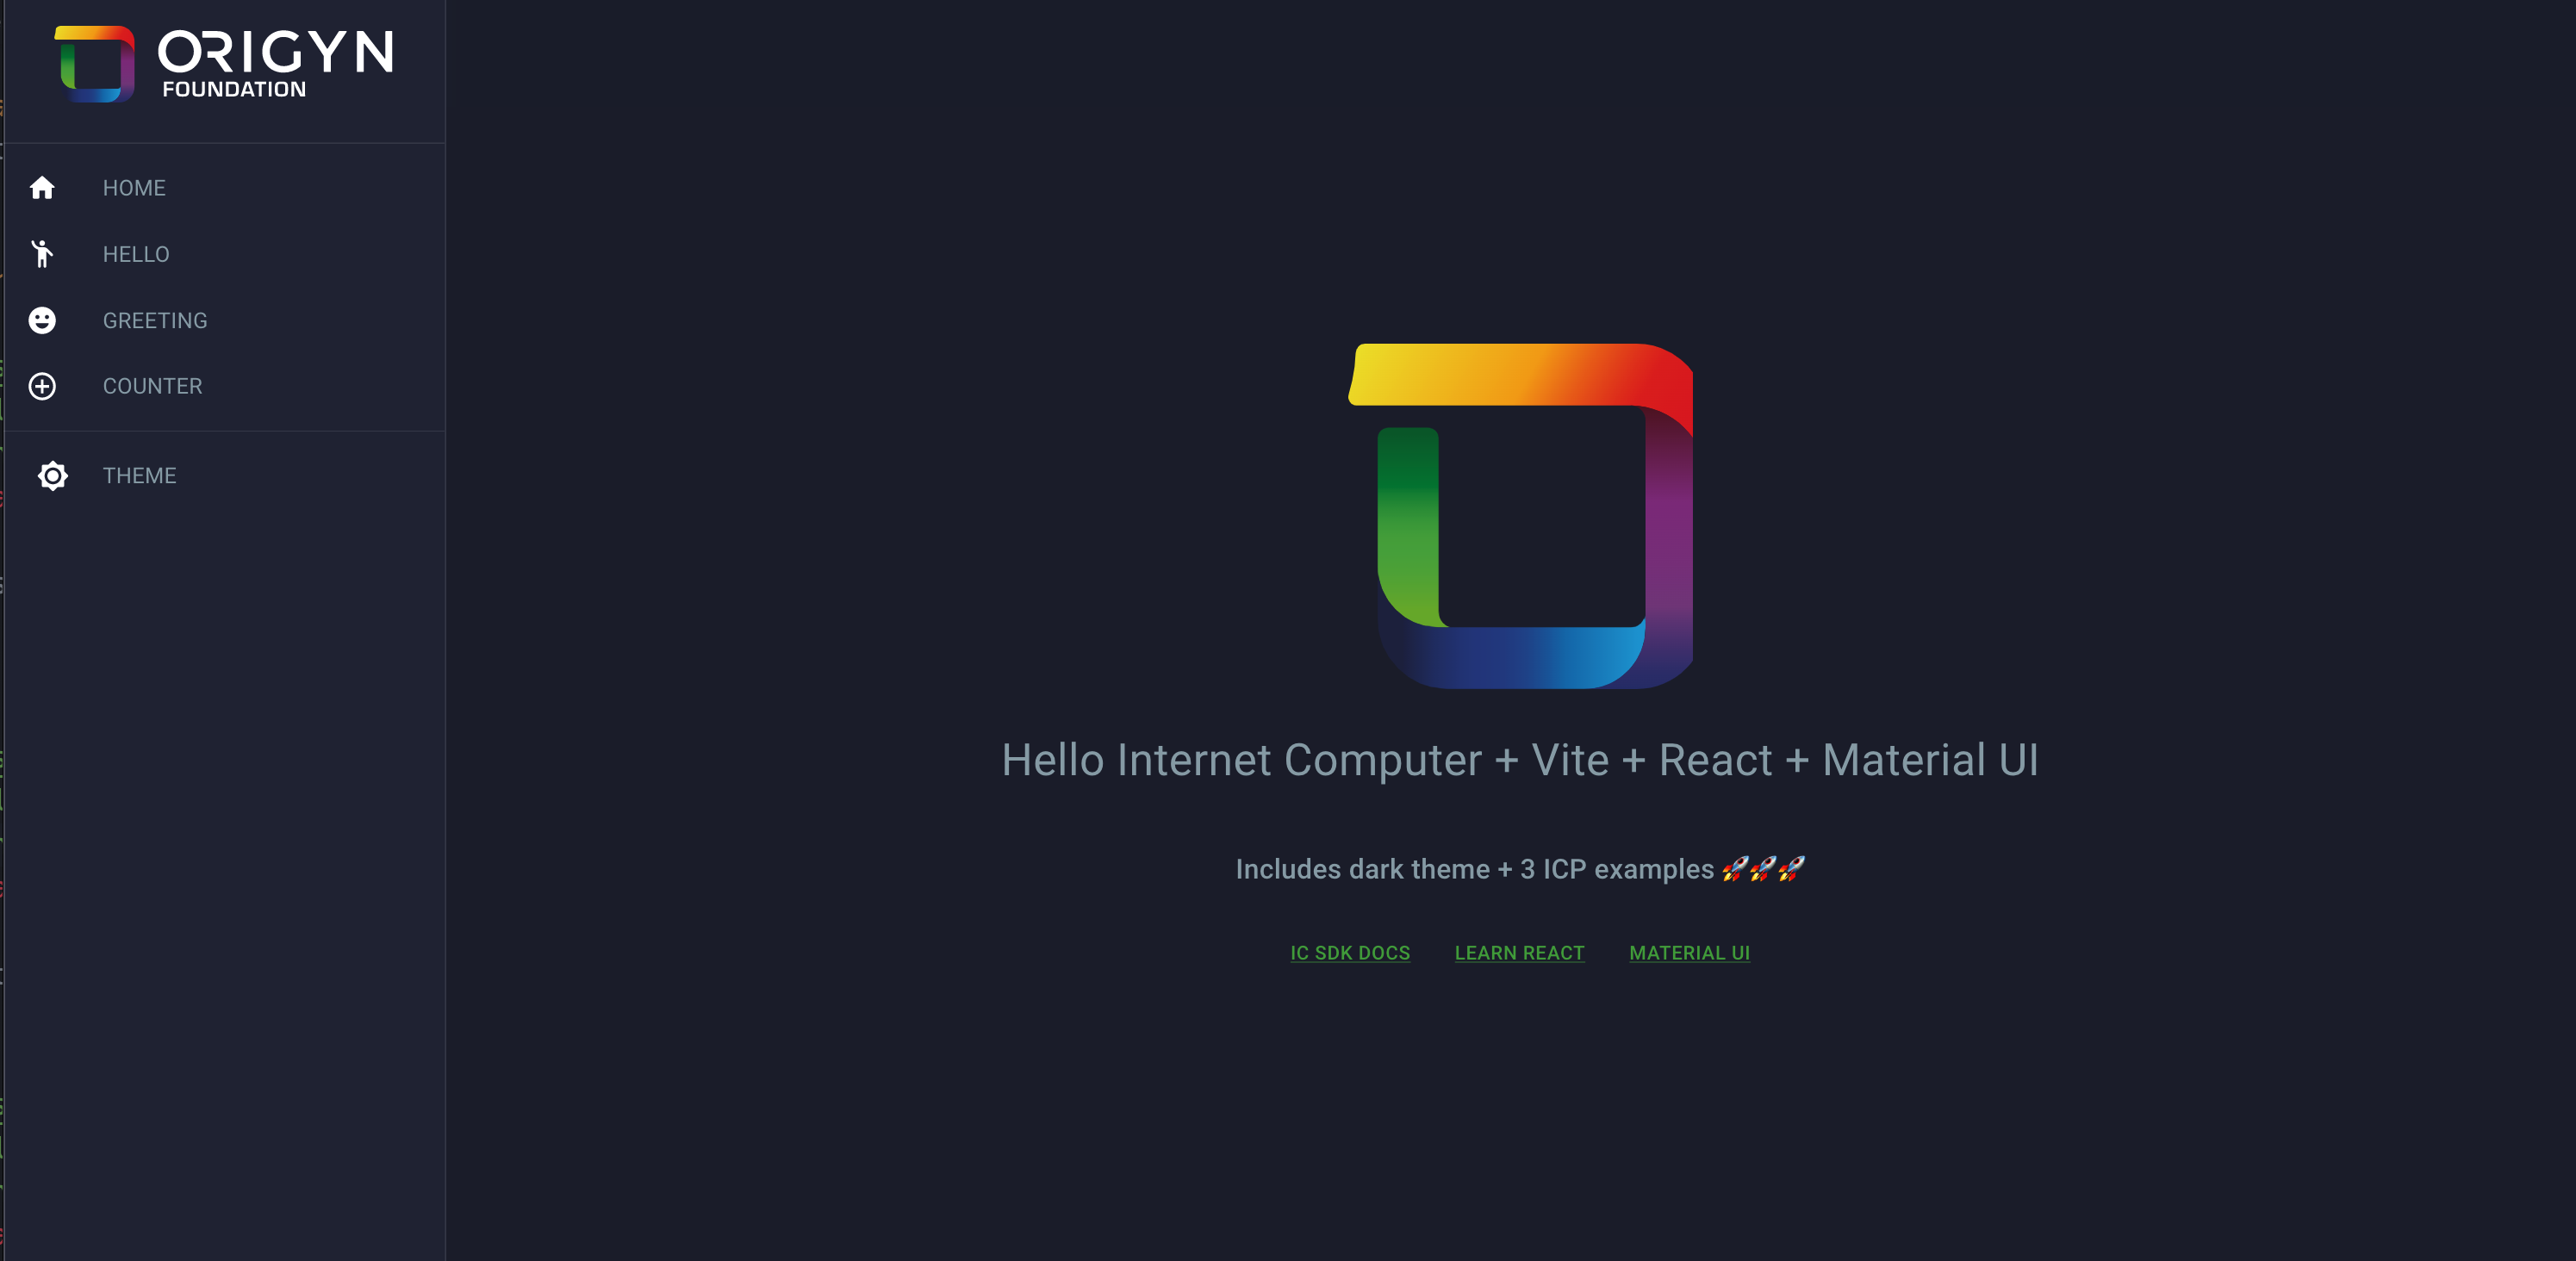 ORIGYN
FOUNDATION
HOME
HELLO
GREETING
COUNTER
THEME
Hello Internet Computer + Vite + React + Material UI
Includes dark theme + 3 ICP examples 🚀🚀🚀
IC SDK DOCS LEARN REACT MATERIAL UI